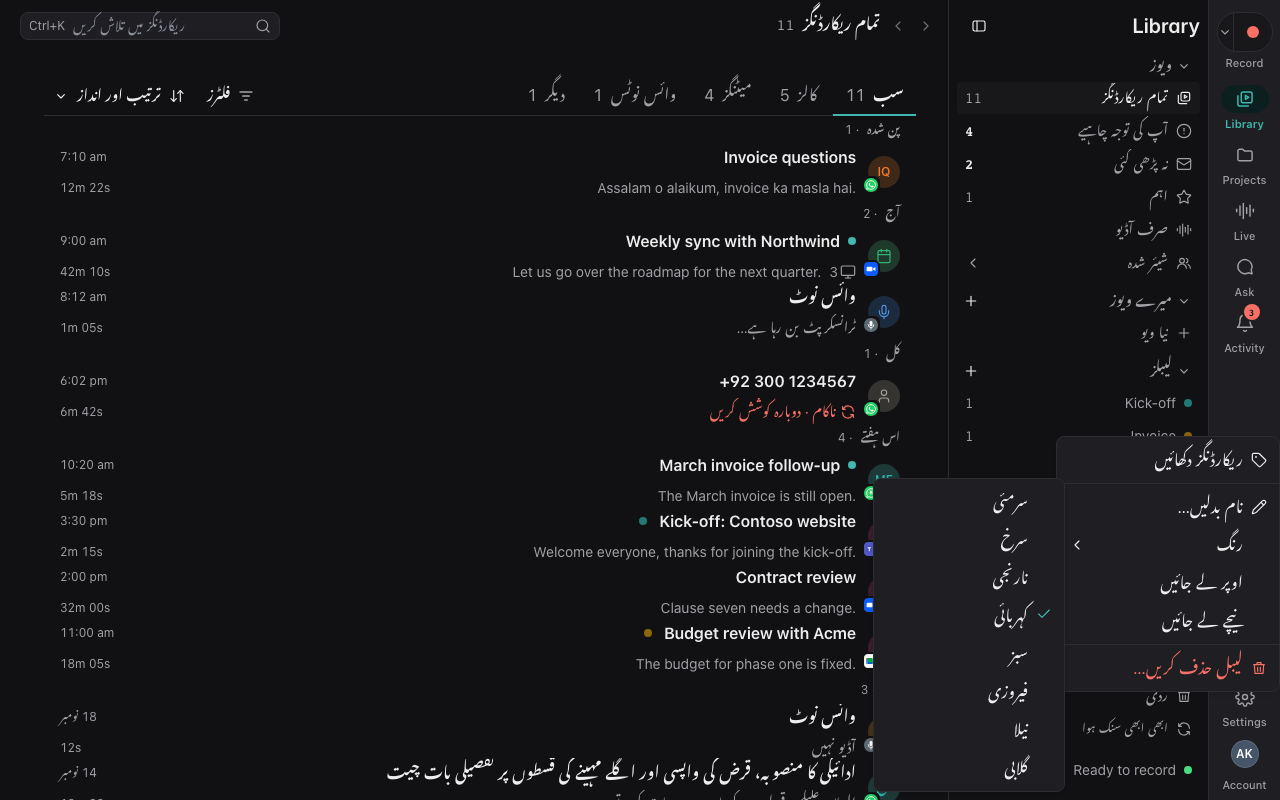 Record
Library
Projects
Live
Ask
3
Activity
Settings
AK
Account
Library
ویوز
تمام ریکارڈنگز 11
آپ کی توجہ چاہیے 4
نہ پڑھی گئی 2
اہم 1
صرف آڈیو
شیئر شدہ
میرے ویوز
نیا ویو
لیبلز
Kick-off 1
Invoice 1
ردی
ابھی ابھی سنک ہوا
Ready to record
ریکارڈنگز دکھائیں
نام بدلیں...
رنگ
اوپر لے جائیں
نیچے لے جائیں
لیبل حذف کریں...
سرمئی
سرخ
نارنجی
کہربائی
سبز
فیروزی
نیلا
گلابی
تمام ریکارڈنگز 11
ریکارڈنگز میں تلاش کریں Ctrl+K
سب 11 کالز 5 میٹنگز 4 وائس نوٹس 1 دیگر 1
فلٹرز ترتیب اور انداز
پن شدہ · 1
IQ
Invoice questions 7:10 am
Assalam o alaikum, invoice ka masla hai. 12m 22s
آج · 2
Weekly sync with Northwind 9:00 am
3 Let us go over the roadmap for the next quarter. 42m 10s
وائس نوٹ 8:12 am
ٹرانسکرپٹ بن رہا ہے... 1m 05s
کل · 1
+92 300 1234567 6:02 pm
ناکام · دوبارہ کوشش کریں 6m 42s
اس ہفتے · 4
March invoice follow-up 10:20 am
The March invoice is still open. 5m 18s
Kick-off: Contoso website 3:30 pm
Welcome everyone, thanks for joining the kick-off. 2m 15s
Contract review 2:00 pm
Clause seven needs a change. 32m 00s
Budget review with Acme 11:00 am
The budget for phase one is fixed. 18m 05s
3
وائس نوٹ 18 نومبر
آڈیو نہیں 12s
ادائیگی کا منصوبہ، قرض کی واپسی اور اگلے مہینے کی قسطوں پر تفصیلی بات چیت 14 نومبر